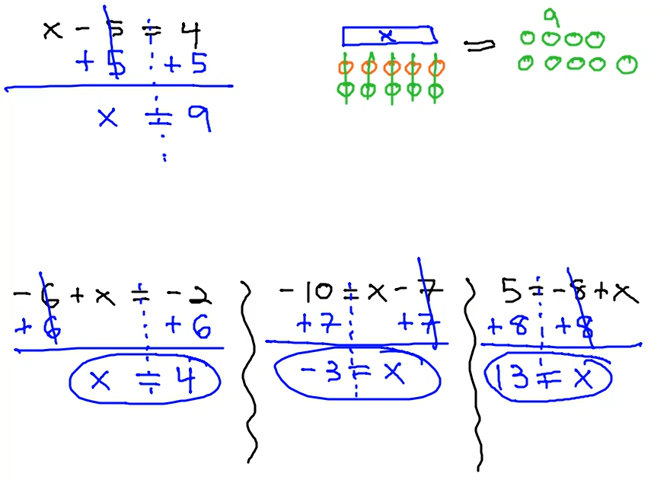 x - 5 = 4
+ 5 + 5
x = 9
x = 9
- 6 + x = - 2
+ 6 + 6
x = 4
- 10 = x - 7
+ 7 + 7
- 3 = x
5 = - 8 + x
+ 8 + 8
13 = x